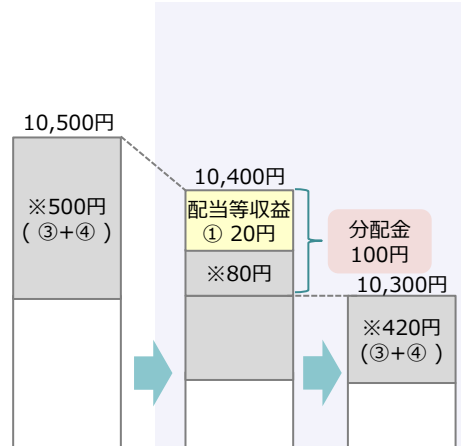 10,500円
※500円
( ③+④ )
10,400円
配当等収益
① 20円
※80円
分配金
100円
10,300円
※420円
(③+④ )